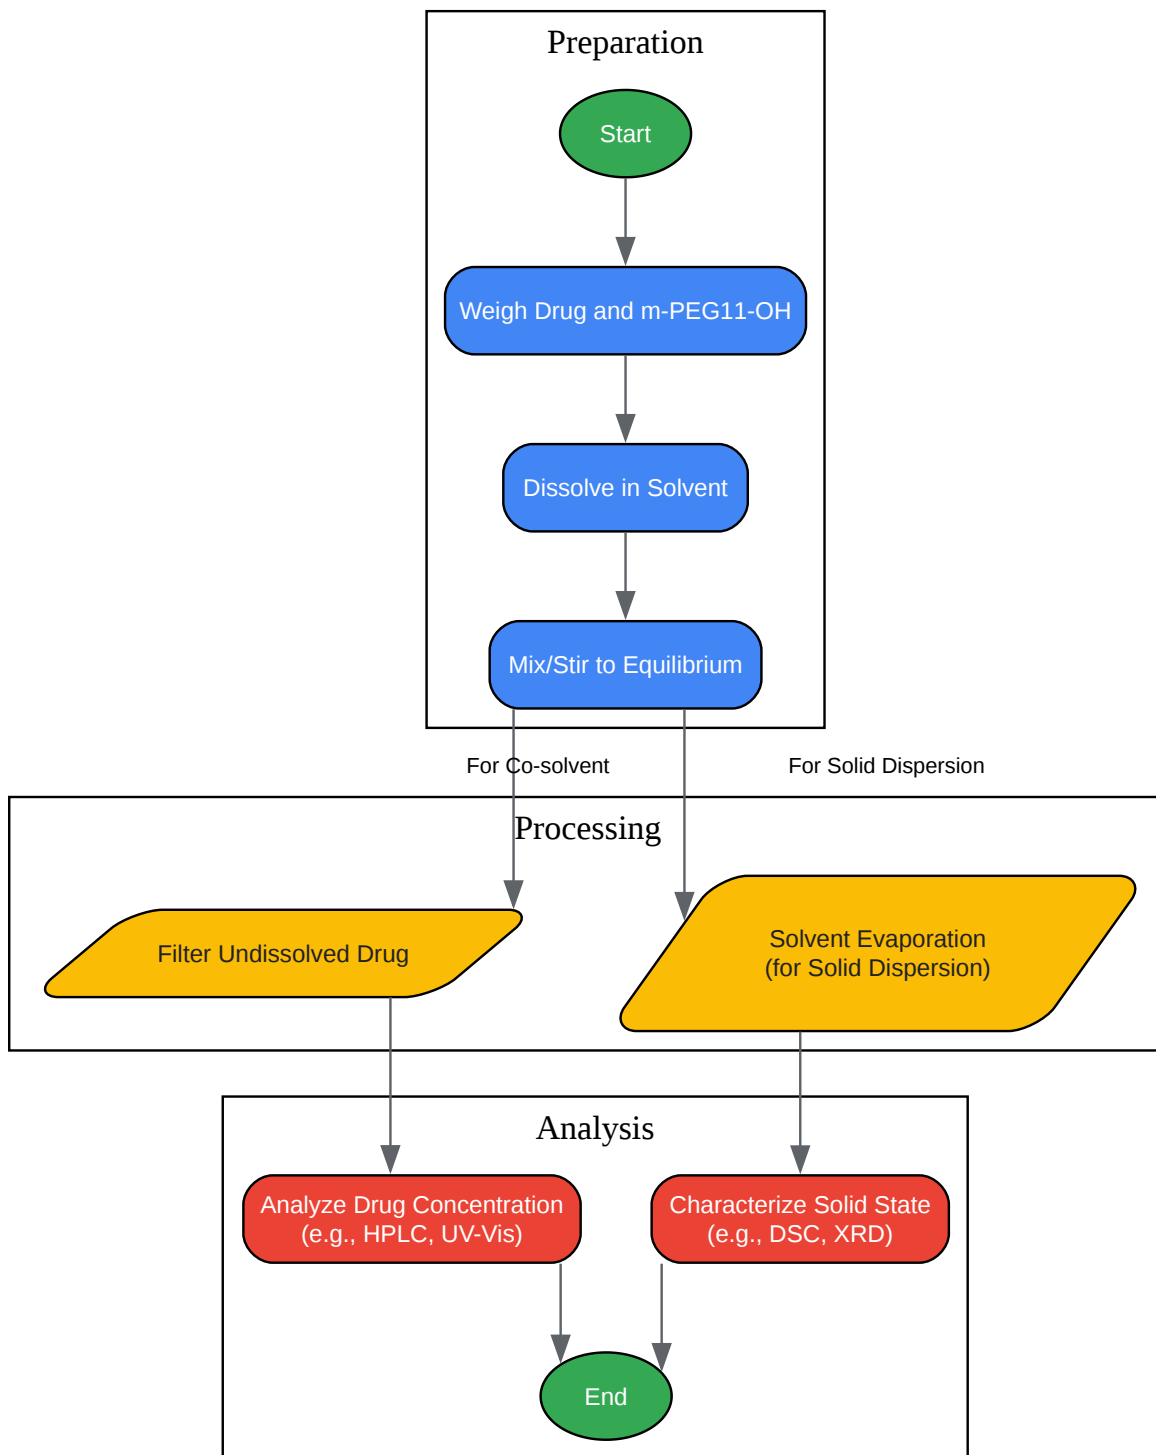 Preparation
Start
Weigh Drug and m-PEG11-OH
Dissolve in Solvent
Mix/Stir to Equilibrium
For Co-solvent
For Solid Dispersion
Processing
Filter Undissolved Drug
Solvent Evaporation
(for Solid Dispersion)
Analysis
Analyze Drug Concentration
(e.g., HPLC, UV-Vis)
Characterize Solid State
(e.g., DSC, XRD)
End